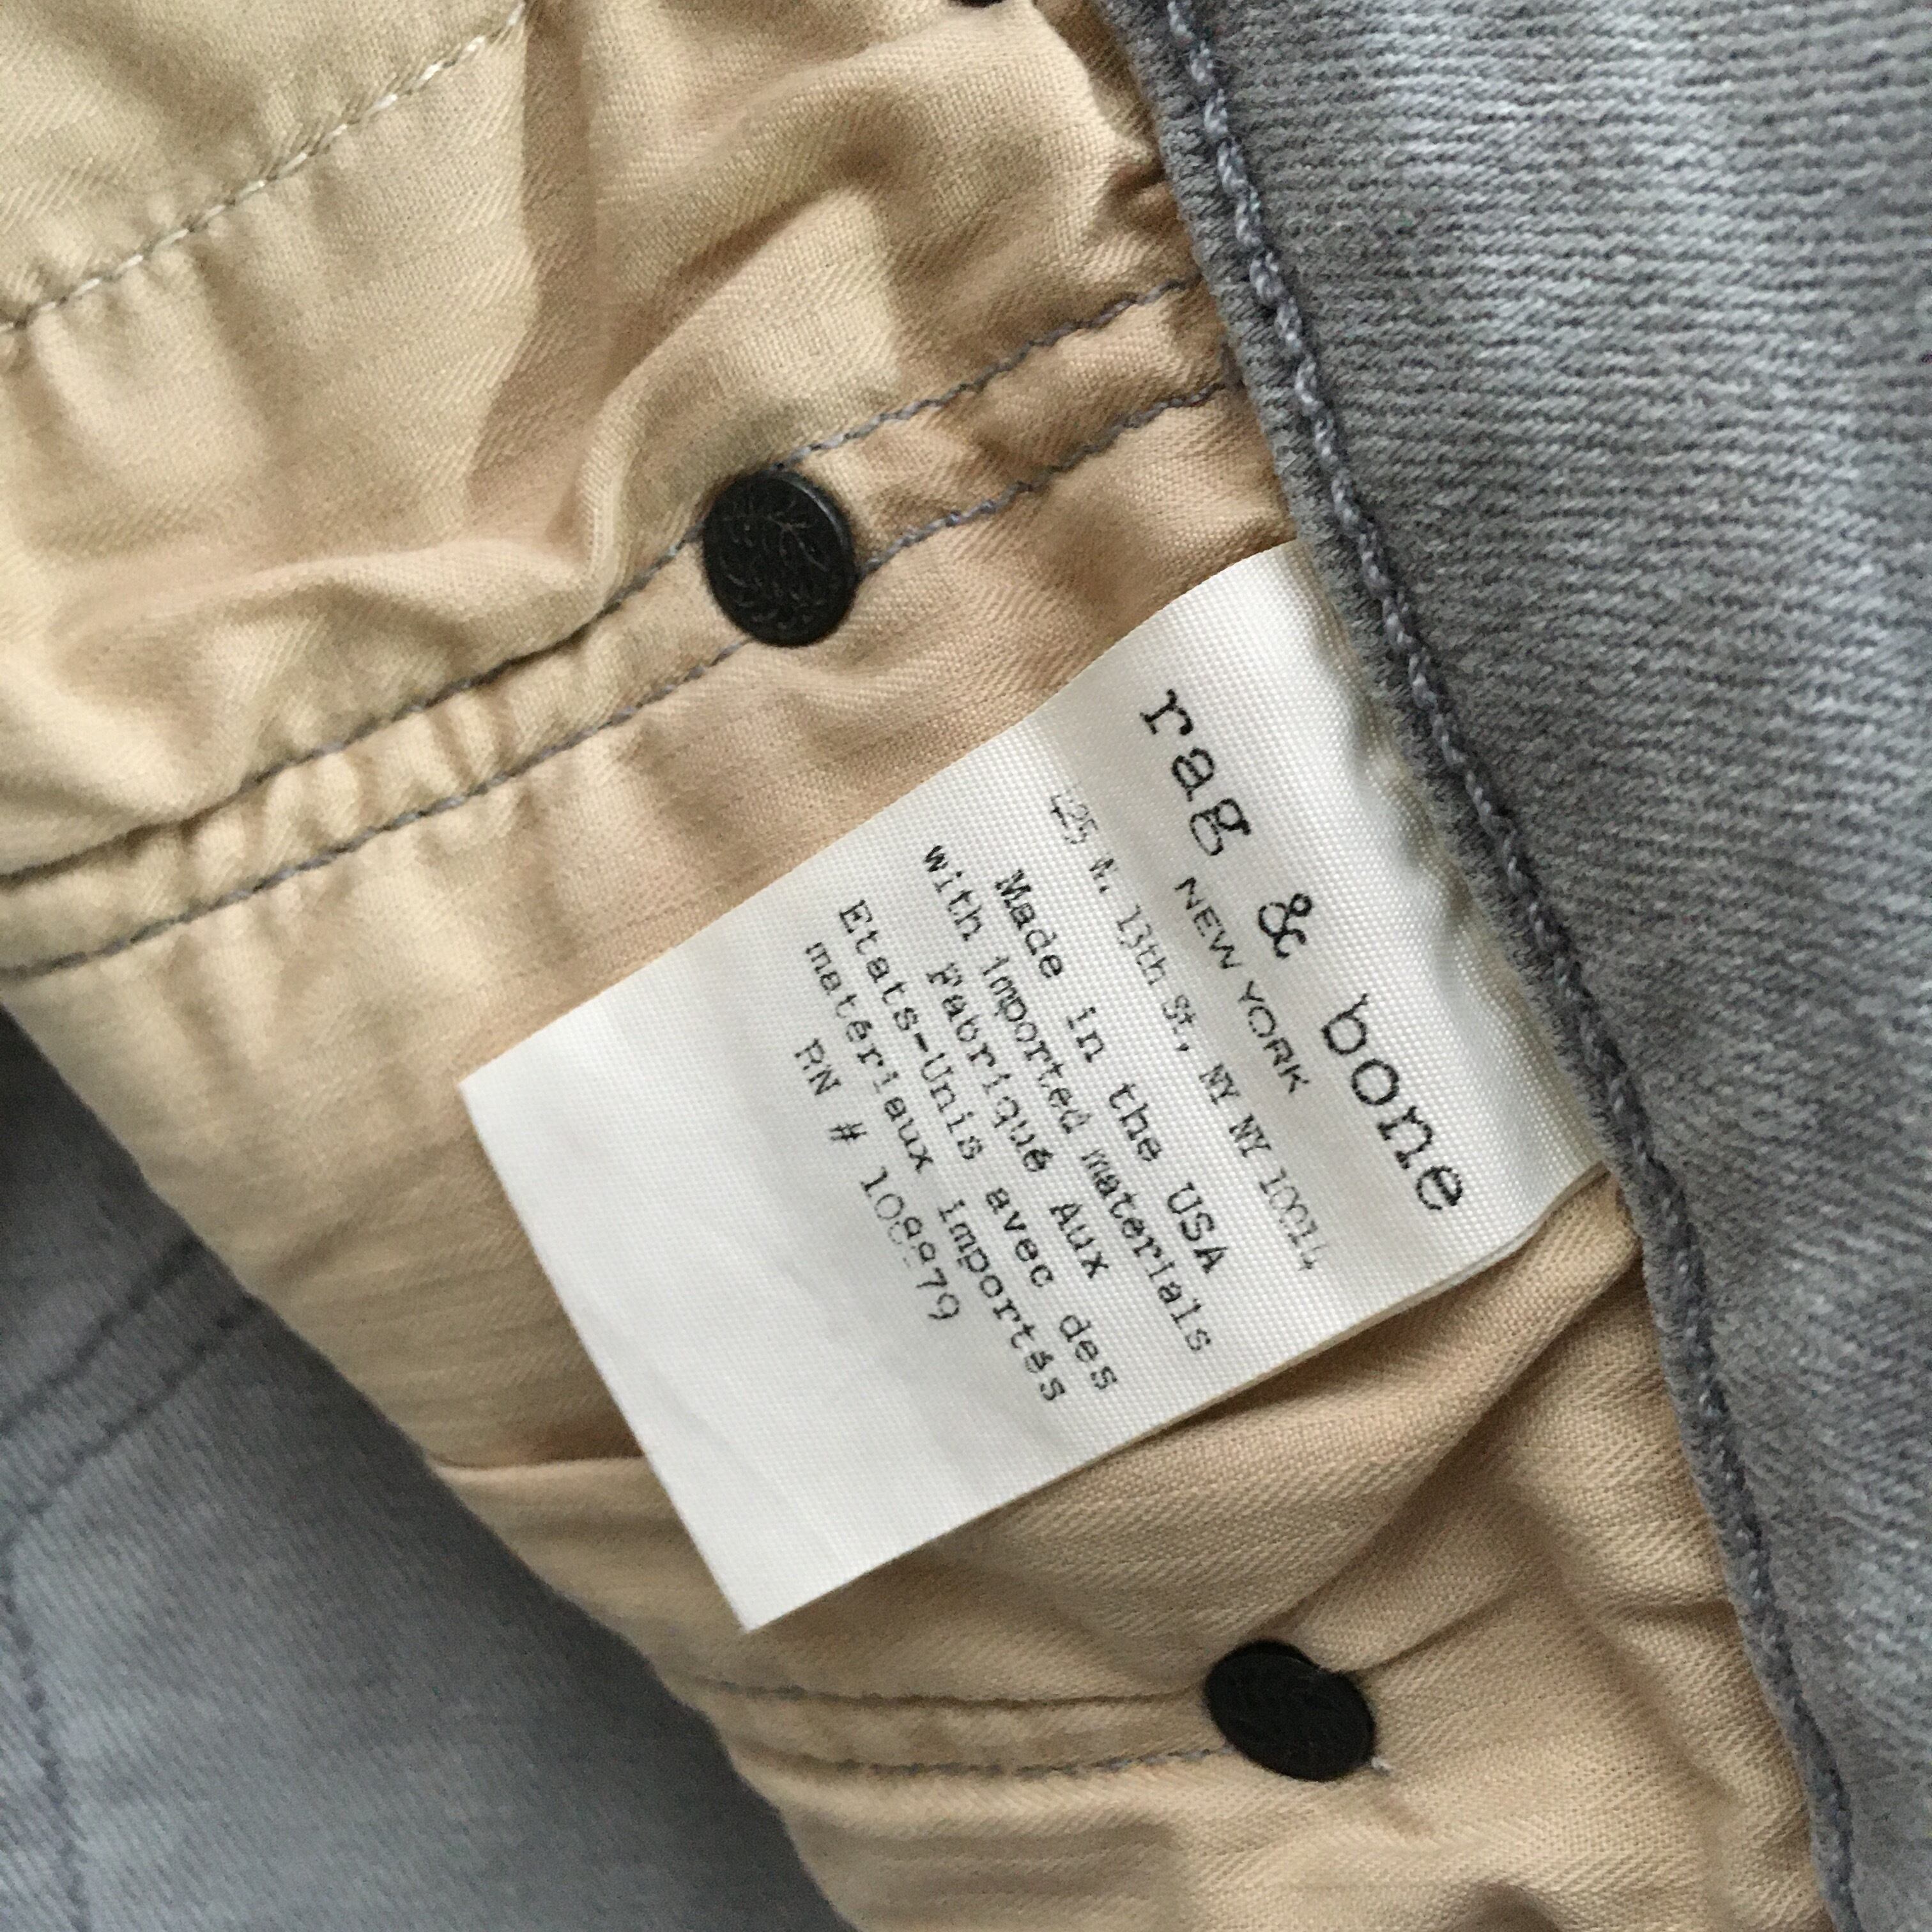 rag & bone
NEW YORK
425 W. 13th St, NY NY 10014
Made in the USA
with imported materials
Fabriqué Aux
Etats-Unis avec des
matériaux importés
RN # 108879